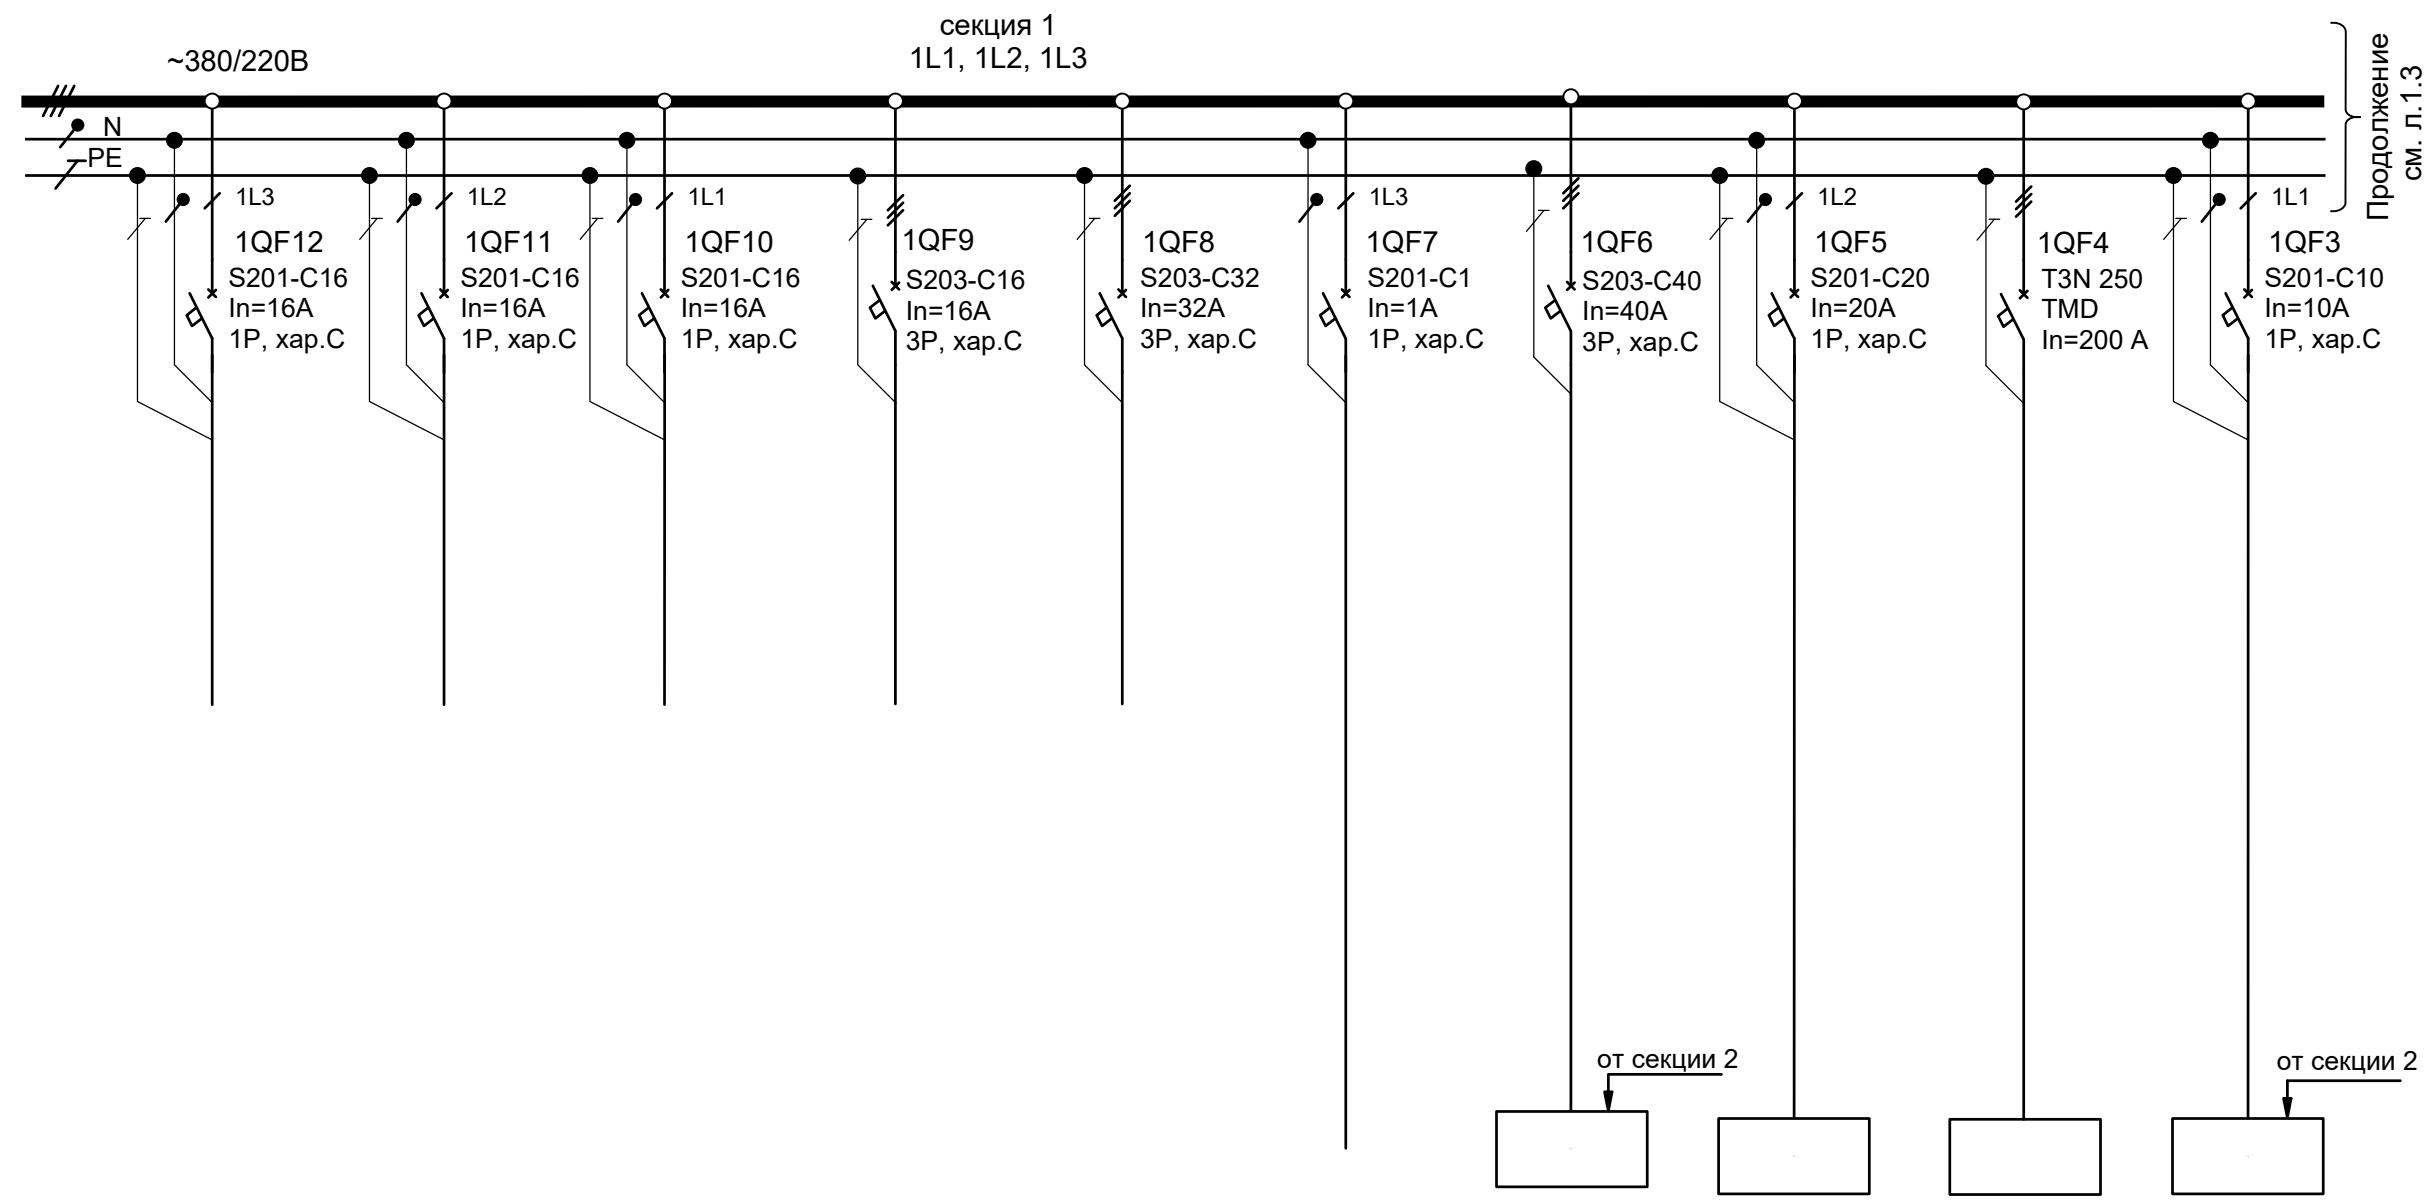 секция 1
1L1, 1L2, 1L3
~380/220В
N
PE
Продолжение
см. л.1.3
1L3
1QF12
S201-C16
In=16A
1P, хар.С
1L2
1QF11
S201-C16
In=16A
1P, хар.С
1L1
1QF10
S201-C16
In=16A
1P, хар.С
1QF9
S203-C16
In=16A
3P, хар.С
1QF8
S203-C32
In=32A
3P, хар.С
1L3
1QF7
S201-C1
In=1A
1P, хар.С
1QF6
S203-C40
In=40A
3P, хар.С
1L2
1QF5
S201-C20
In=20A
1P, хар.С
1QF4
T3N 250
TMD
In=200 A
1L1
1QF3
S201-C10
In=10A
1P, хар.С
от секции 2
от секции 2